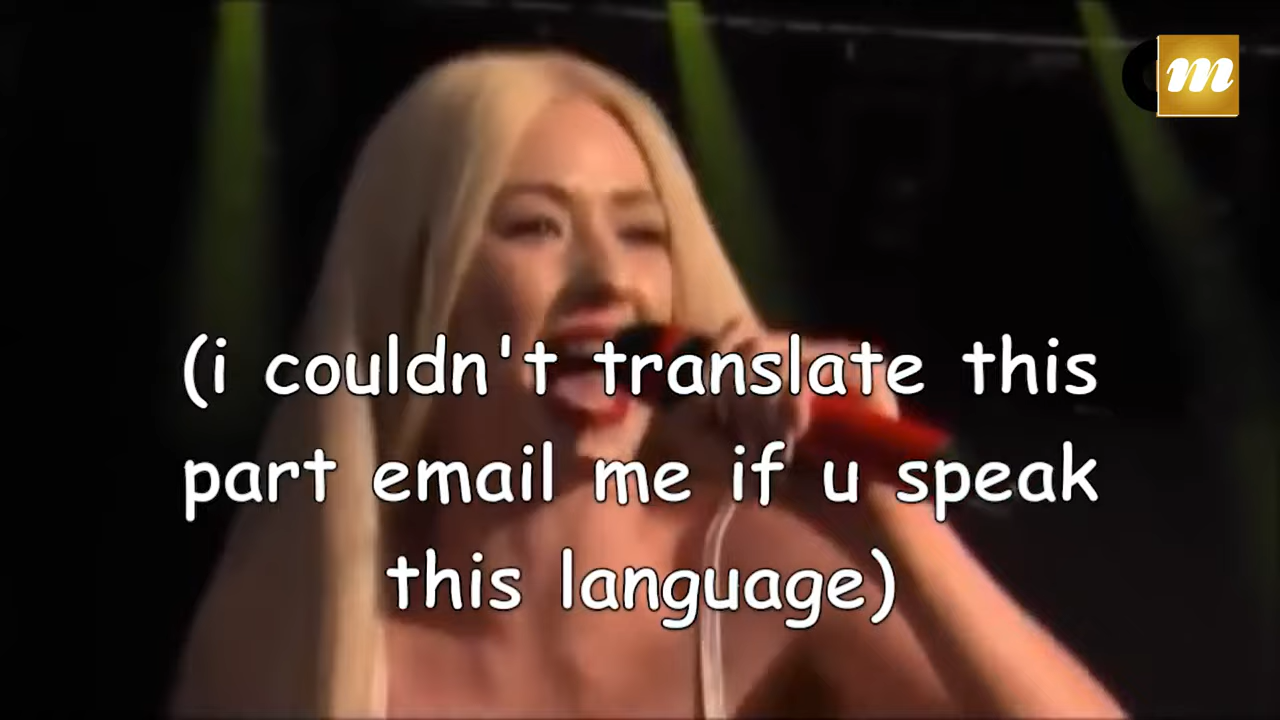 m
(i couldn't translate this
part email me if u speak
this language)